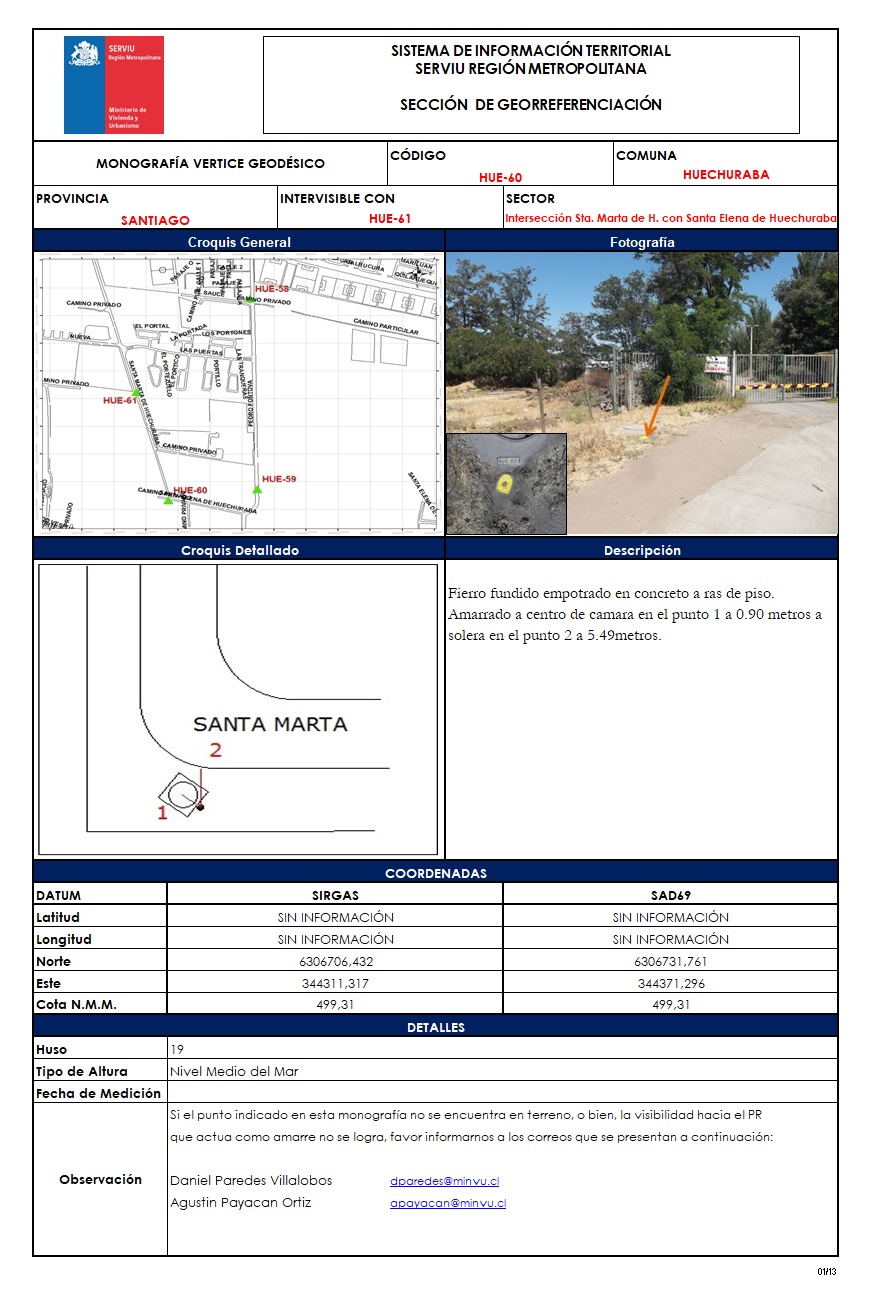 SERVIU
Región Metropolitana
Ministerio de
Vivienda y
Urbanismo
SISTEMA DE INFORMACIÓN TERRITORIAL
SERVIU REGIÓN METROPOLITANA
SECCIÓN DE GEORREFERENCIACIÓN
MONOGRAFÍA VERTICE GEODÉSICO
CÓDIGO
HUE-60
COMUNA
HUECHURABA
PROVINCIA
SANTIAGO
INTERVISIBLE CON
HUE-61
SECTOR
Intersección Sta. Marta de H. con Santa Elena de Huechuraba
Croquis General
Fotografía
PASAJE
CALLE 1
CALLE 2
PASAJE
SAUCE
HUE-58
CAMINO PRIVADO
CAMINO PRIVADO
CAMINO PARTICULAR
EL PORTAL
LA PORTADA
LOS PORTONES
NUEVA
LAS PUERTAS
EL PORTEZUELO
EL PORTICO
PORTILLO
LAS TRANQUERAS
PEDRO FONTOVA
SANTA MARTA DE HUECHURABA
MINO PRIVADO
HUE-61
CAMINO PRIVADO
HUE-60
HUE-59
ELENA DE HUECHURABA
SANTA ELENA DE
Croquis Detallado
Descripción
SANTA MARTA
2
1
Fierro fundido empotrado en concreto a ras de piso.
Amarrado a centro de camara en el punto 1 a 0.90 metros a
solera en el punto 2 a 5.49metros.
COORDENADAS
DATUM SIRGAS SAD69
Latitud SIN INFORMACIÓN SIN INFORMACIÓN
Longitud SIN INFORMACIÓN SIN INFORMACIÓN
Norte 6306706,432 6306731,761
Este 344311,317 344371,296
Cota N.M.M. 499,31 499,31
DETALLES
Huso 19
Tipo de Altura Nivel Medio del Mar
Fecha de Medición
Observación
Si el punto indicado en esta monografía no se encuentra en terreno, o bien, la visibilidad hacia el PR
que actua como amarre no se logra, favor informarnos a los correos que se presentan a continuación:
Daniel Paredes Villalobos dparedes@minvu.cl
Agustin Payacan Ortiz apayacan@minvu.cl
01/13